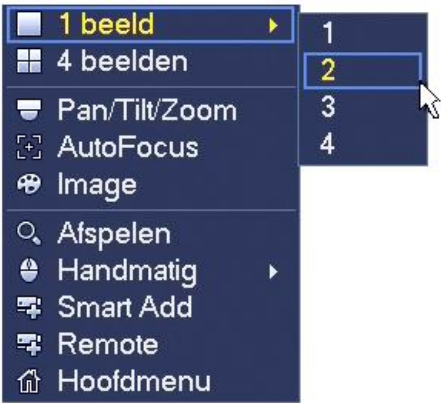 1 beeld
4 beelden
Pan/Tilt/Zoom
AutoFocus
Image
Afspelen
Handmatig
Smart Add
Remote
Hoofdmenu
1
2
3
4